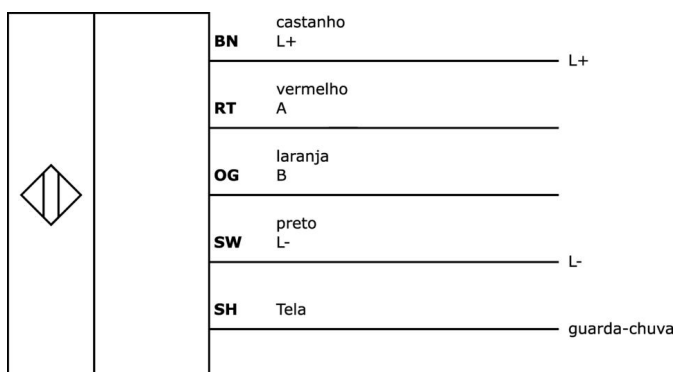 castanho
BN L+
L+
vermelho
RT A
laranja
OG B
preto
SW L-
L-
SH Tela
guarda-chuva